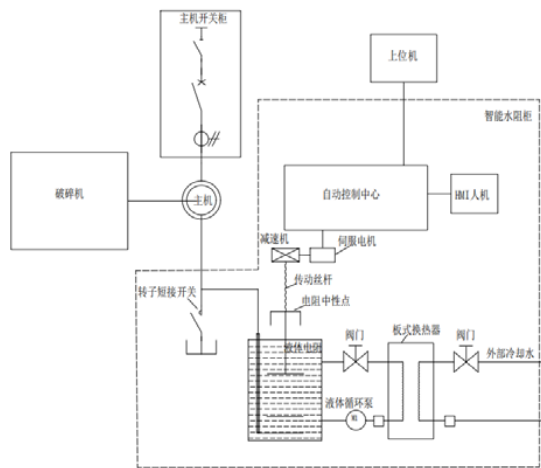 主机开关柜
上位机
智能水阻柜
破碎机
主机
自动控制中心
HMI人机
减速机
伺服电机
传动丝杆
转子短接开关
电阻中性点
液体电阻
阀门
板式换热器
阀门
外部冷却水
液体循环泵